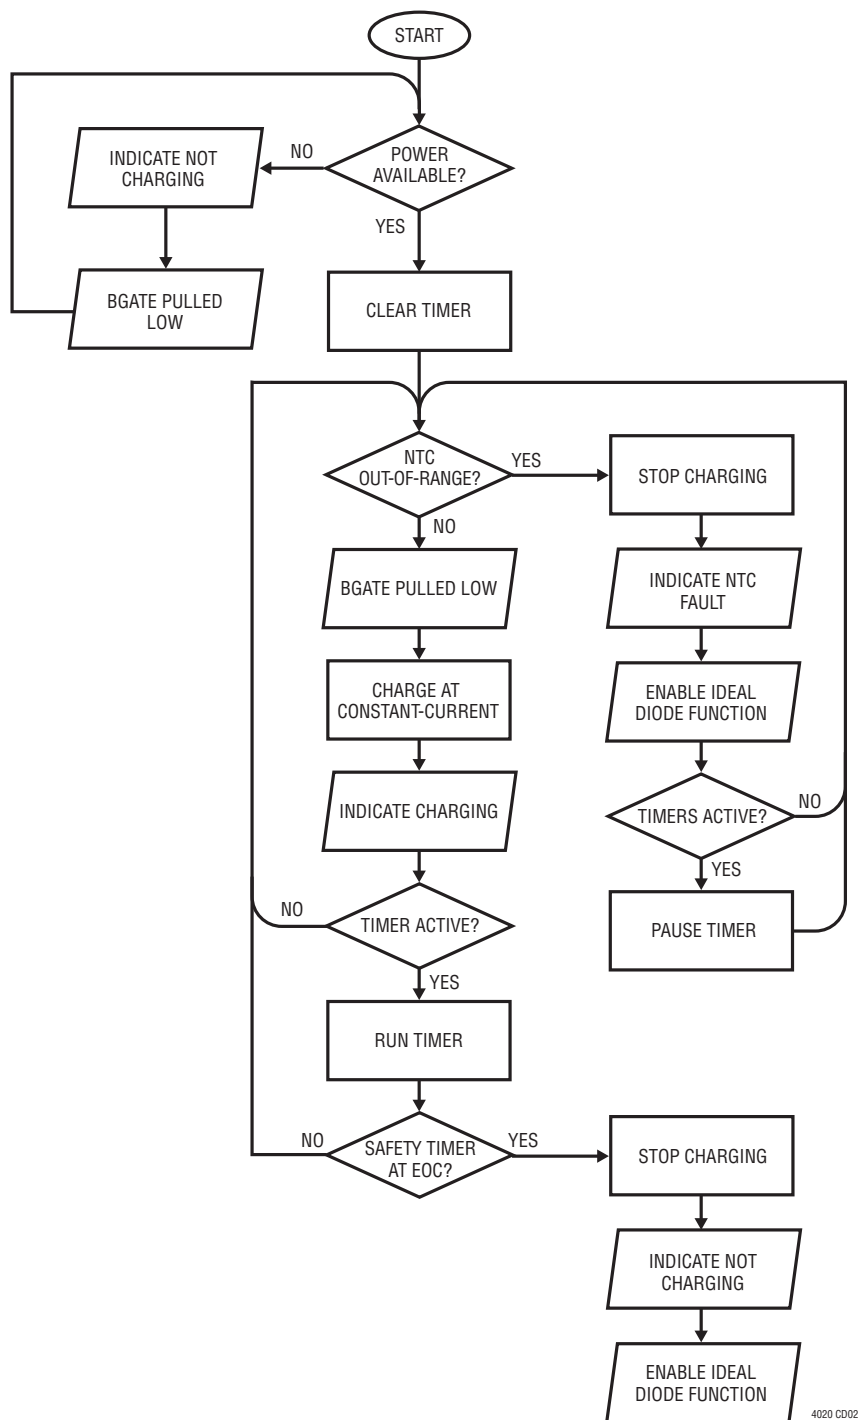 START
POWER
AVAILABLE?
NO
INDICATE NOT
CHARGING
YES
BGATE PULLED
LOW
CLEAR TIMER
NTC
OUT-OF-RANGE?
YES
STOP CHARGING
NO
BGATE PULLED LOW
INDICATE NTC
FAULT
CHARGE AT
CONSTANT-CURRENT
ENABLE IDEAL
DIODE FUNCTION
INDICATE CHARGING
TIMERS ACTIVE?
NO
YES
NO
TIMER ACTIVE?
PAUSE TIMER
YES
RUN TIMER
NO
SAFETY TIMER
AT EOC?
YES
STOP CHARGING
INDICATE NOT
CHARGING
ENABLE IDEAL
DIODE FUNCTION
4020 CD02